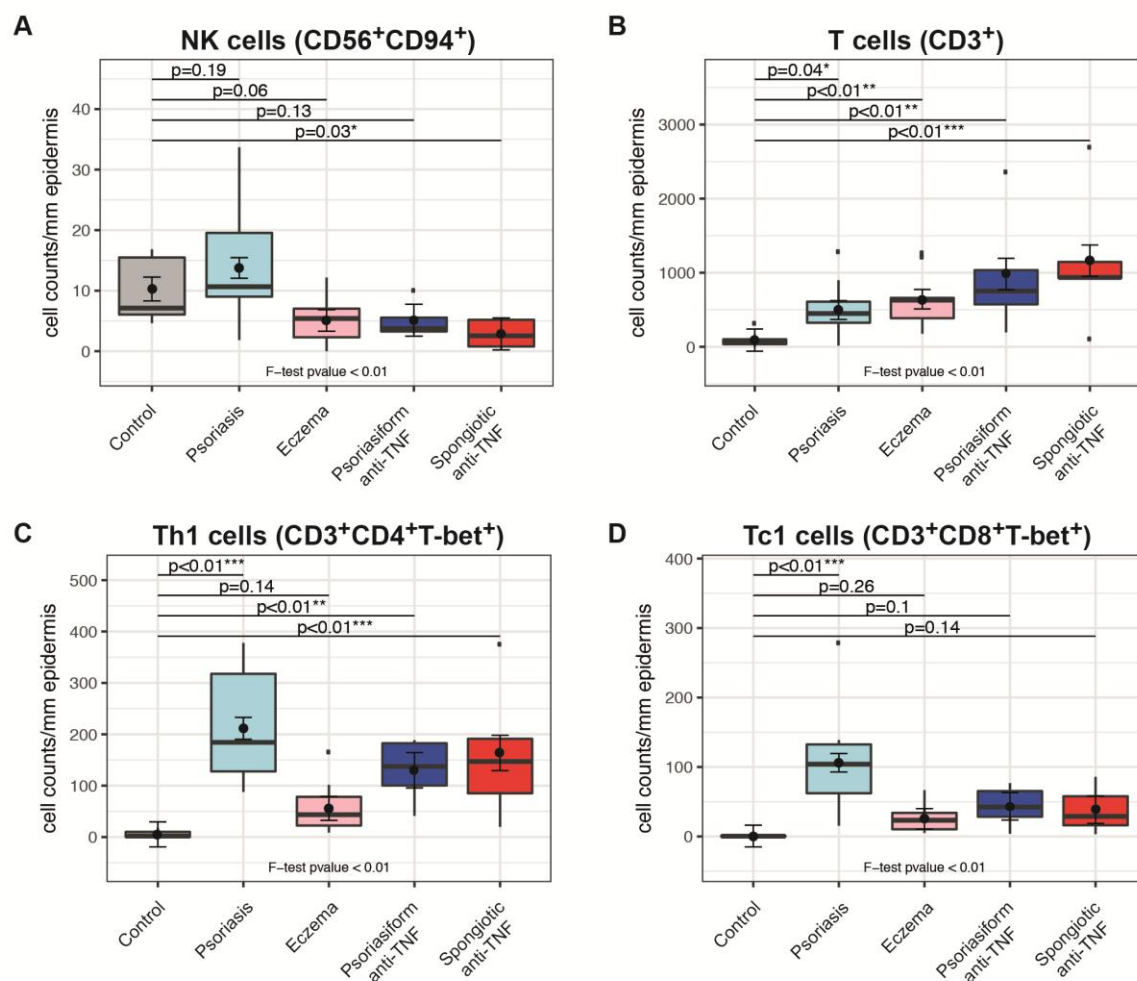 A
NK cells (CD56+CD94+)
p=0.19
p=0.06
p=0.13
p=0.03*
40
30
20
10
0
cell counts/mm epidermis
F-test pvalue < 0.01
Control
Psoriasis
Eczema
Psoriasiform
anti-TNF
Spongiotic
anti-TNF
B
T cells (CD3+)
p=0.04*
p<0.01**
p<0.01**
p<0.01***
3000
2000
1000
0
cell counts/mm epidermis
F-test pvalue < 0.01
Control
Psoriasis
Eczema
Psoriasiform
anti-TNF
Spongiotic
anti-TNF
C
Th1 cells (CD3+CD4+T-bet+)
p<0.01***
p=0.14
p<0.01**
p<0.01***
500
400
300
200
100
0
cell counts/mm epidermis
F-test pvalue < 0.01
Control
Psoriasis
Eczema
Psoriasiform
anti-TNF
Spongiotic
anti-TNF
D
Tc1 cells (CD3+CD8+T-bet+)
p<0.01***
p=0.26
p=0.1
p=0.14
400
300
200
100
0
cell counts/mm epidermis
F-test pvalue < 0.01
Control
Psoriasis
Eczema
Psoriasiform
anti-TNF
Spongiotic
anti-TNF